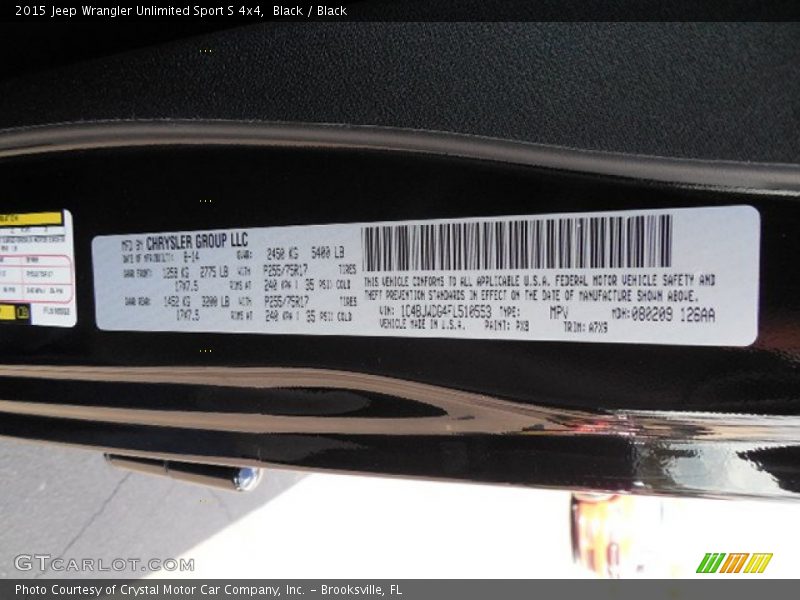 2015 Jeep Wrangler Unlimited Sport S 4x4, Black / Black
MFD BY CHRYSLER GROUP LLC
DATE OF MFR 8-14 GVWR: 2450 KG 5400 LB
GAWR FRONT: 1258 KG 2775 LB WITH P255/75R17 TIRES
17X7.5 RIMS AT 240 KPA ( 35 PSI) COLD
GAWR REAR: 1452 KG 3200 LB WITH P255/75R17 TIRES
17X7.5 RIMS AT 240 KPA ( 35 PSI) COLD
THIS VEHICLE CONFORMS TO ALL APPLICABLE U.S.A. FEDERAL MOTOR VEHICLE SAFETY AND
THEFT PREVENTION STANDARDS IN EFFECT ON THE DATE OF MANUFACTURE SHOWN ABOVE.
VIN: 1C4BJWDG4FL510553 TYPE: MPV MDH: 080209 126AA
VEHICLE MADE IN U.S.A. PAINT: PX8 TRIM: A7X9
GTCARLOT.COM
Photo Courtesy of Crystal Motor Car Company, Inc. – Brooksville, FL